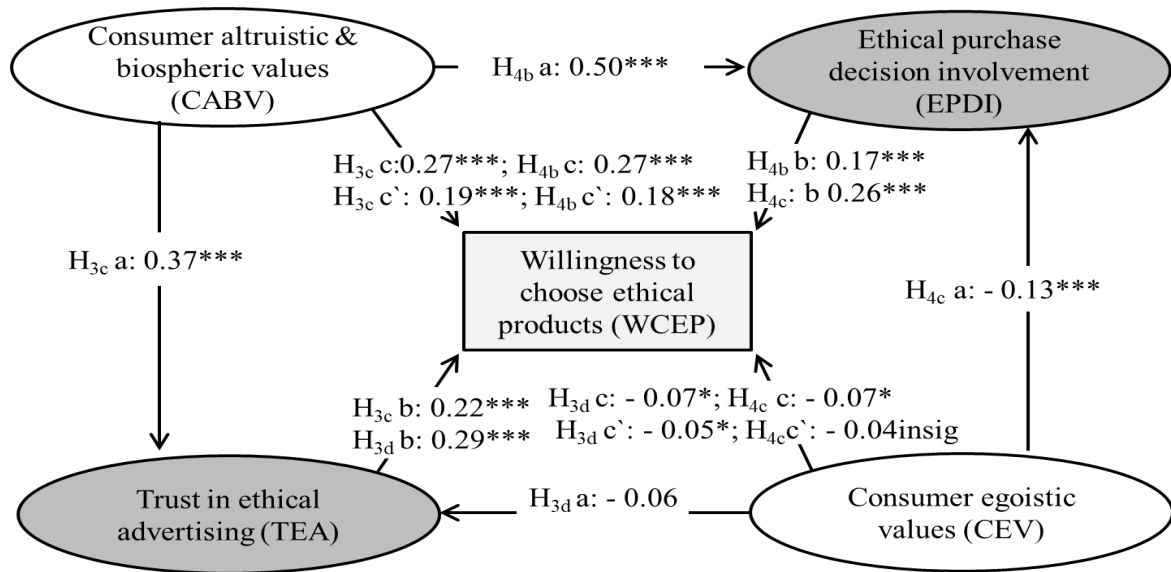 Consumer altruistic &
biospheric values
(CABV)
H4b a: 0.50***
Ethical purchase
decision involvement
(EPDI)
H3c c:0.27***; H4b c: 0.27***
H3c c`: 0.19***; H4b c`: 0.18***
H4b b: 0.17***
H4c: b 0.26***
H3c a: 0.37***
Willingness to
choose ethical
products (WCEP)
H4c a: - 0.13***
H3c b: 0.22***
H3d b: 0.29***
H3d c: - 0.07*; H4c c: - 0.07*
H3d c`: - 0.05*; H4c c`: - 0.04insig
Trust in ethical
advertising (TEA)
H3d a: - 0.06
Consumer egoistic
values (CEV)